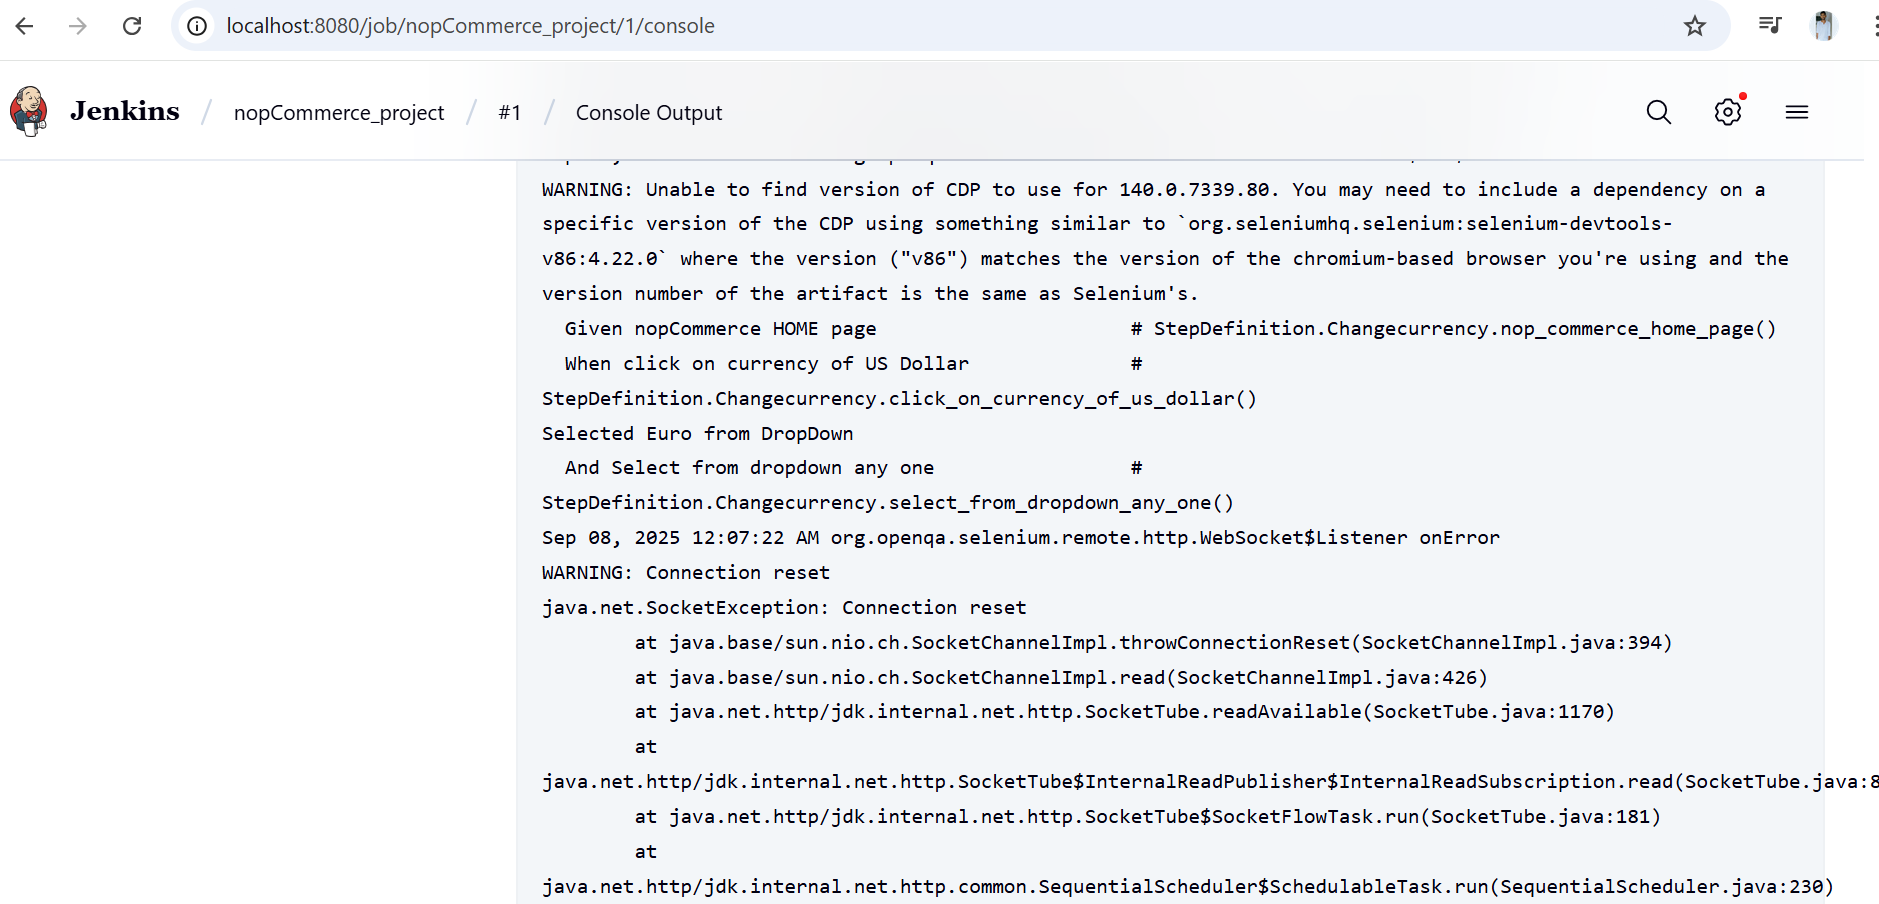 localhost:8080/job/nopCommerce_project/1/console
Jenkins / nopCommerce_project / #1 / Console Output
WARNING: Unable to find version of CDP to use for 140.0.7339.80. You may need to include a dependency on a
specific version of the CDP using something similar to `org.seleniumhq.selenium:selenium-devtools-
v86:4.22.0` where the version ("v86") matches the version of the chromium-based browser you're using and the
version number of the artifact is the same as Selenium's.
  Given nopCommerce HOME page                      # StepDefinition.Changecurrency.nop_commerce_home_page()
  When click on currency of US Dollar              #
StepDefinition.Changecurrency.click_on_currency_of_us_dollar()
Selected Euro from DropDown
  And Select from dropdown any one                 #
StepDefinition.Changecurrency.select_from_dropdown_any_one()
Sep 08, 2025 12:07:22 AM org.openqa.selenium.remote.http.WebSocket$Listener onError
WARNING: Connection reset
java.net.SocketException: Connection reset
        at java.base/sun.nio.ch.SocketChannelImpl.throwConnectionReset(SocketChannelImpl.java:394)
        at java.base/sun.nio.ch.SocketChannelImpl.read(SocketChannelImpl.java:426)
        at java.net.http/jdk.internal.net.http.SocketTube.readAvailable(SocketTube.java:1170)
        at
java.net.http/jdk.internal.net.http.SocketTube$InternalReadPublisher$InternalReadSubscription.read(SocketTube.java:8
        at java.net.http/jdk.internal.net.http.SocketTube$SocketFlowTask.run(SocketTube.java:181)
        at
java.net.http/jdk.internal.net.http.common.SequentialScheduler$SchedulableTask.run(SequentialScheduler.java:230)